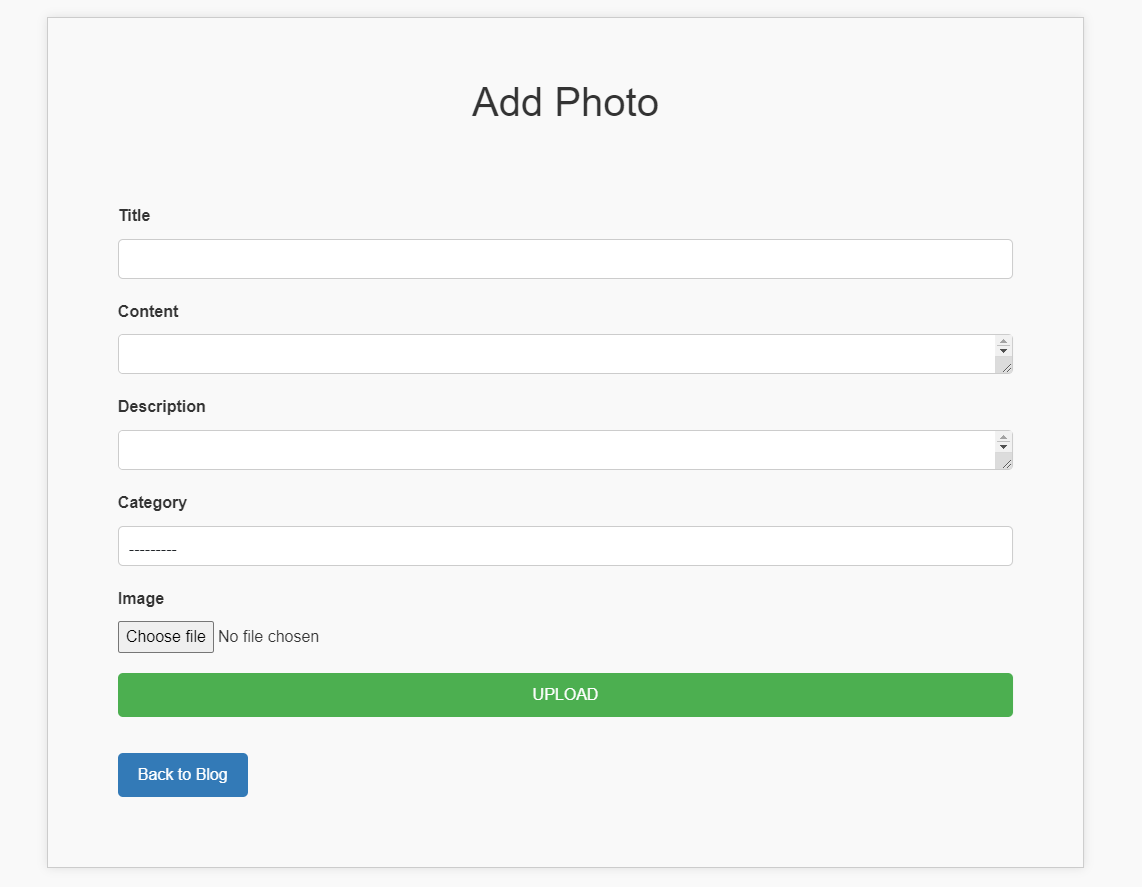 Add Photo
Title
Content
Description
Category
---------
Image
Choose file No file chosen
UPLOAD
Back to Blog